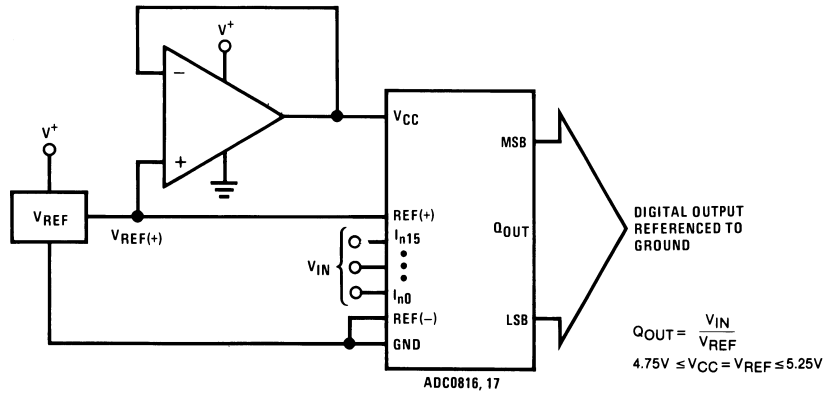 V+
−
V+
+
VREF
VREF(+)
VCC
REF(+)
In15
VIN
In0
REF(−)
GND
MSB
QOUT
LSB
ADC0816, 17
DIGITAL OUTPUT
REFERENCED TO
GROUND
QOUT = VIN / VREF
4.75V ≤ VCC = VREF ≤ 5.25V